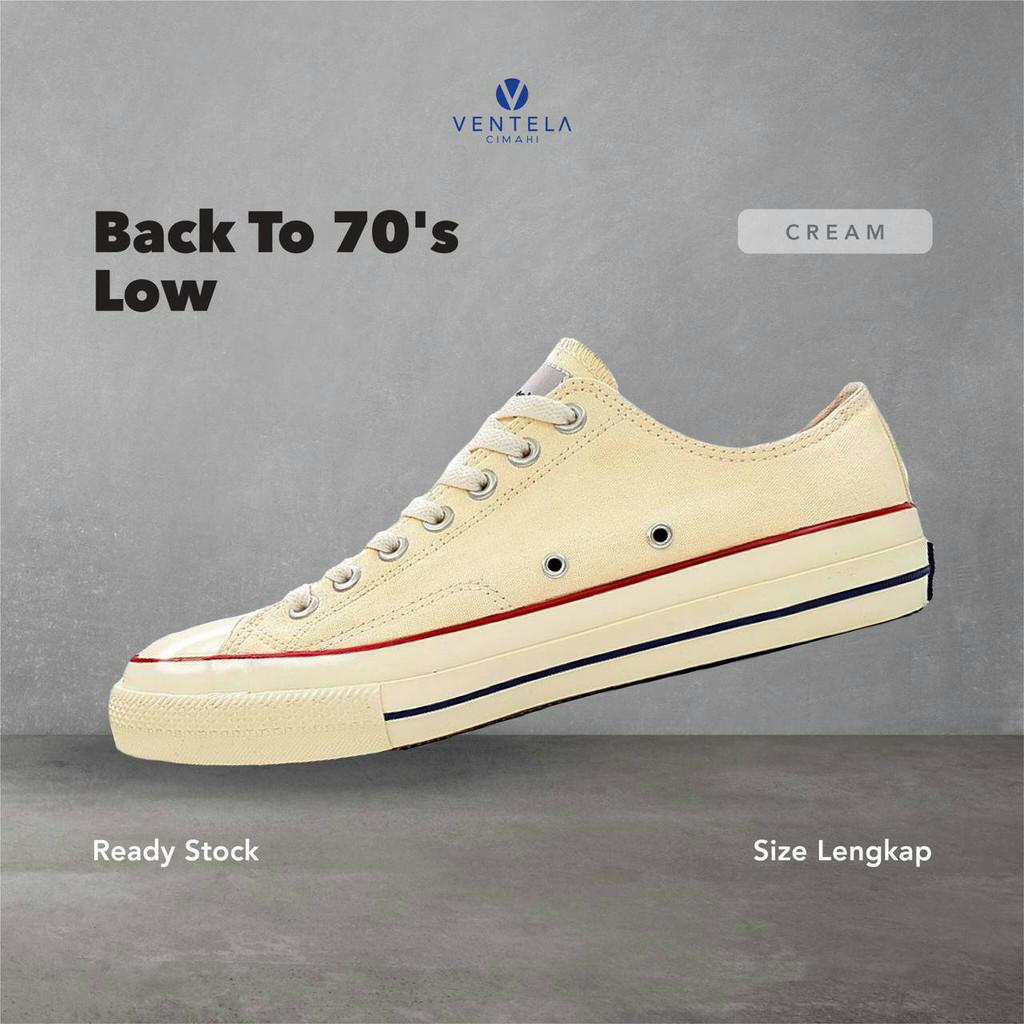 VENTELA
CIMAHI
Back To 70's
Low
CREAM
Ready Stock
Size Lengkap